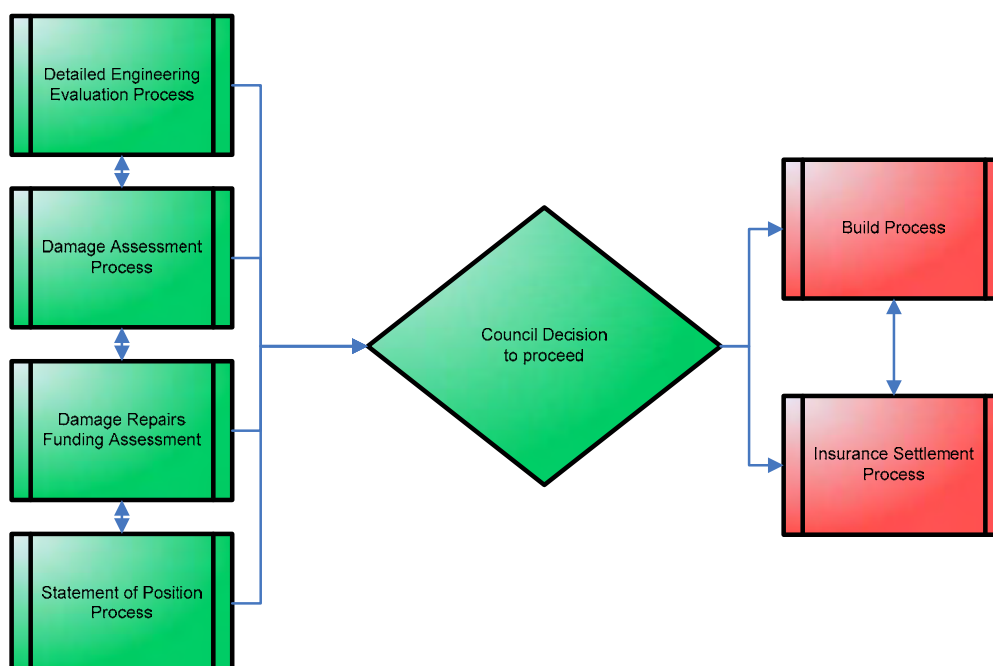 Detailed Engineering
Evaluation Process
Damage Assessment
Process
Damage Repairs
Funding Assessment
Statement of Position
Process
Council Decision
to proceed
Build Process
Insurance Settlement
Process